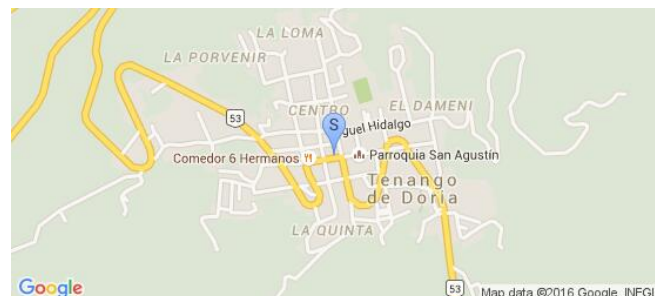 LA LOMA
LA PORVENIR
53
CENTRO
EL DAMENI
S
guel Hidalgo
Comedor 6 Hermanos
Parroquia San Agustín
Tenango
de Doria
LA QUINTA
53
Google
Map data ©2016 Google, INEGI